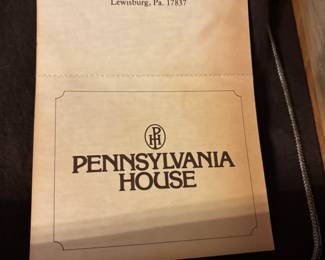 Lewisburg, Pa. 17837
PH
PENNSYLVANIA
HOUSE